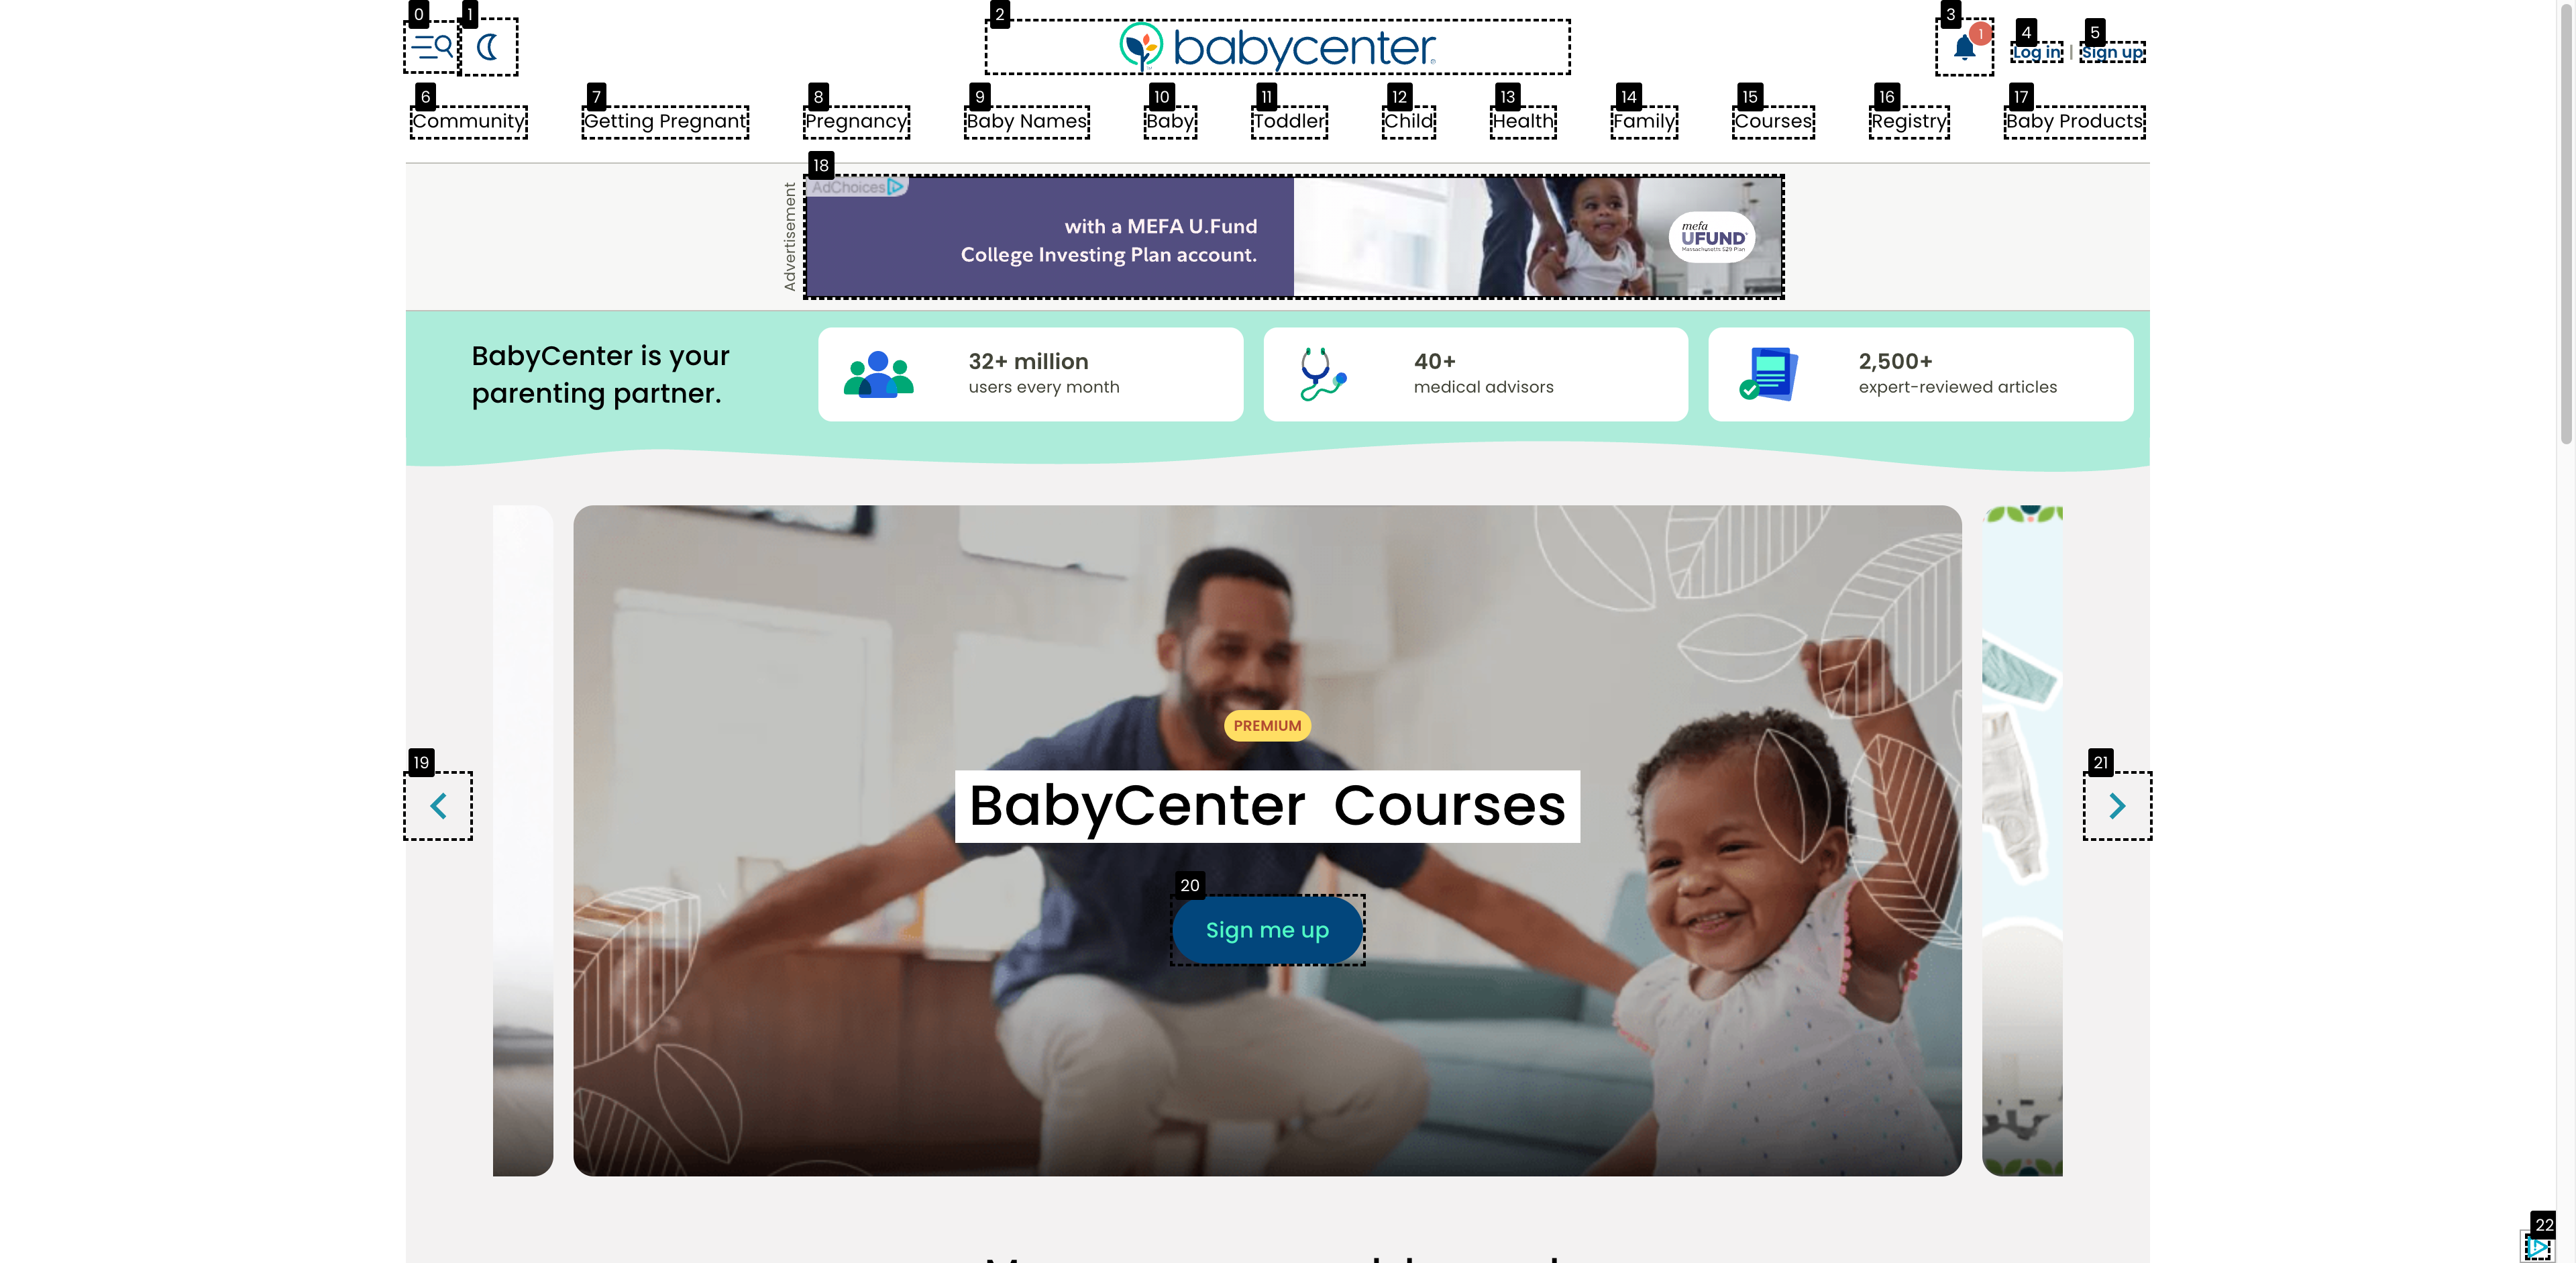 0
1
2
babycenter
3
1
4
Log in
|
5
Sign up
6
Community
7
Getting Pregnant
8
Pregnancy
9
Baby Names
10
Baby
11
Toddler
12
Child
13
Health
14
Family
15
Courses
16
Registry
17
Baby Products
18
Advertisement
AdChoices
with a MEFA U.Fund
College Investing Plan account.
mefa
UFUND
Massachusetts 529 Plan
BabyCenter is your
parenting partner.
32+ million
users every month
40+
medical advisors
2,500+
expert-reviewed articles
PREMIUM
BabyCenter Courses
19
20
Sign me up
21
22